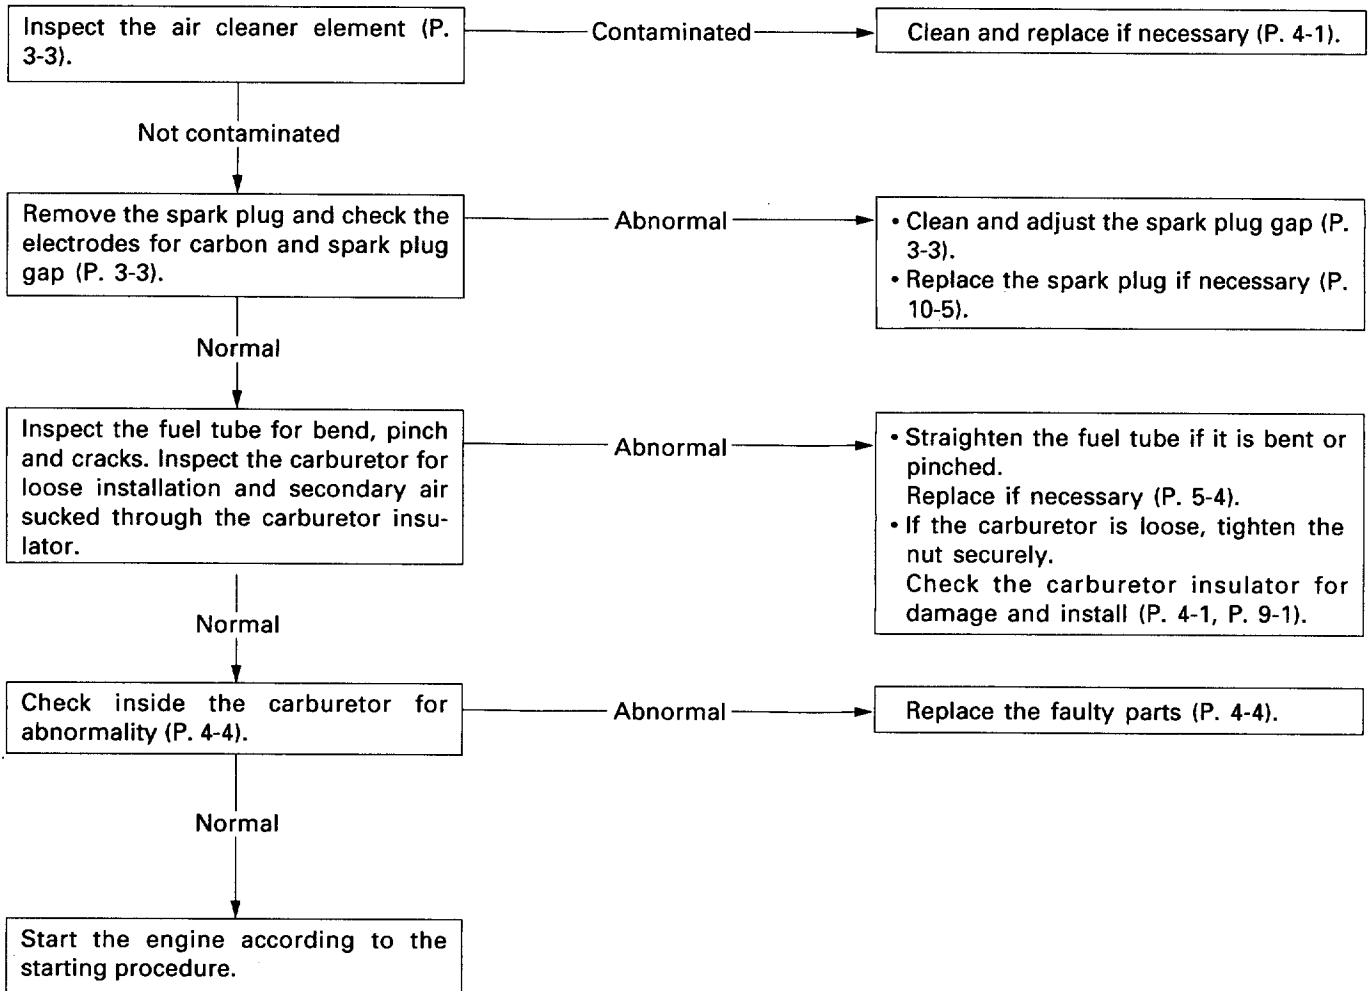 Inspect the air cleaner element (P.
3-3).
Contaminated
Clean and replace if necessary (P. 4-1).
Not contaminated
Remove the spark plug and check the
electrodes for carbon and spark plug
gap (P. 3-3).
Abnormal
• Clean and adjust the spark plug gap (P.
3-3).
• Replace the spark plug if necessary (P.
10-5).
Normal
Inspect the fuel tube for bend, pinch
and cracks. Inspect the carburetor for
loose installation and secondary air
sucked through the carburetor insu-
lator.
Abnormal
• Straighten the fuel tube if it is bent or
pinched.
Replace if necessary (P. 5-4).
• If the carburetor is loose, tighten the
nut securely.
Check the carburetor insulator for
damage and install (P. 4-1, P. 9-1).
Normal
Check inside the carburetor for
abnormality (P. 4-4).
Abnormal
Replace the faulty parts (P. 4-4).
Normal
Start the engine according to the
starting procedure.